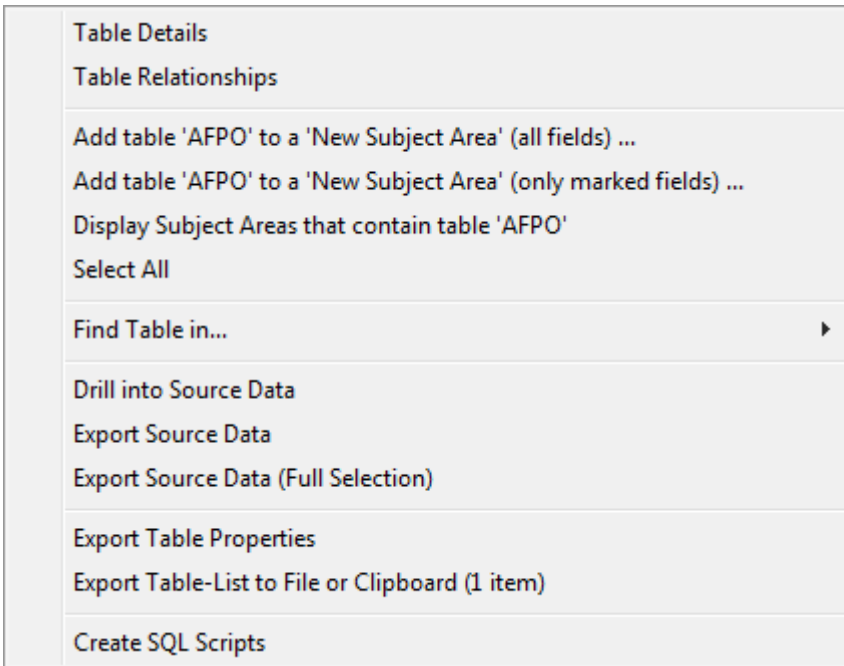 Table Details
Table Relationships
Add table 'AFPO' to a 'New Subject Area' (all fields) ...
Add table 'AFPO' to a 'New Subject Area' (only marked fields) ...
Display Subject Areas that contain table 'AFPO'
Select All
Find Table in...
Drill into Source Data
Export Source Data
Export Source Data (Full Selection)
Export Table Properties
Export Table-List to File or Clipboard (1 item)
Create SQL Scripts